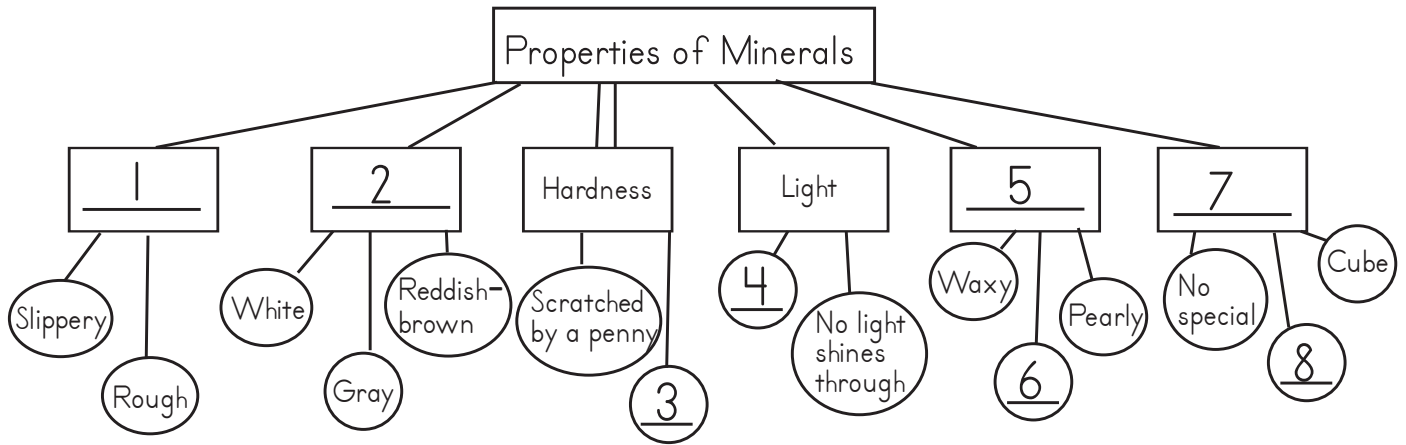 Properties of Minerals
1
2
Hardness
Light
5
7
Slippery
Rough
White
Gray
Reddish-
brown
Scratched
by a penny
3
4
No light
shines
through
Waxy
6
Pearly
No
special
8
Cube